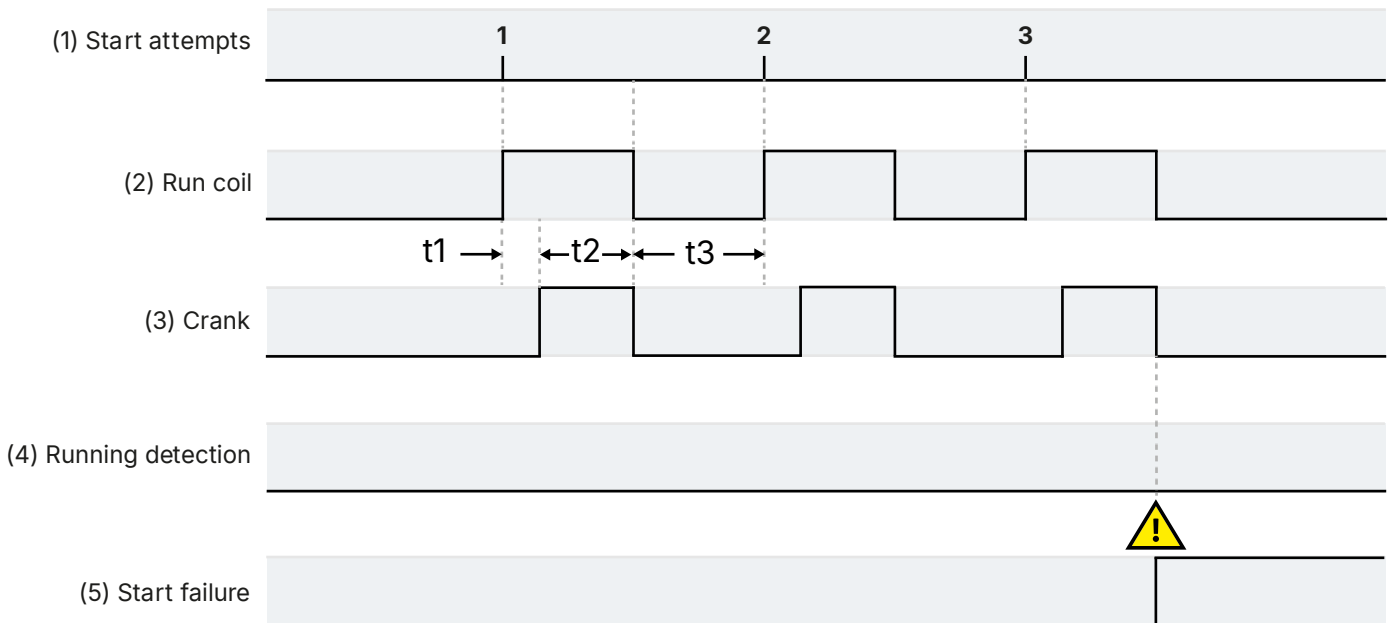 (1) Start attempts
1
2
3
(2) Run coil
t1
t2
t3
(3) Crank
(4) Running detection
!
(5) Start failure